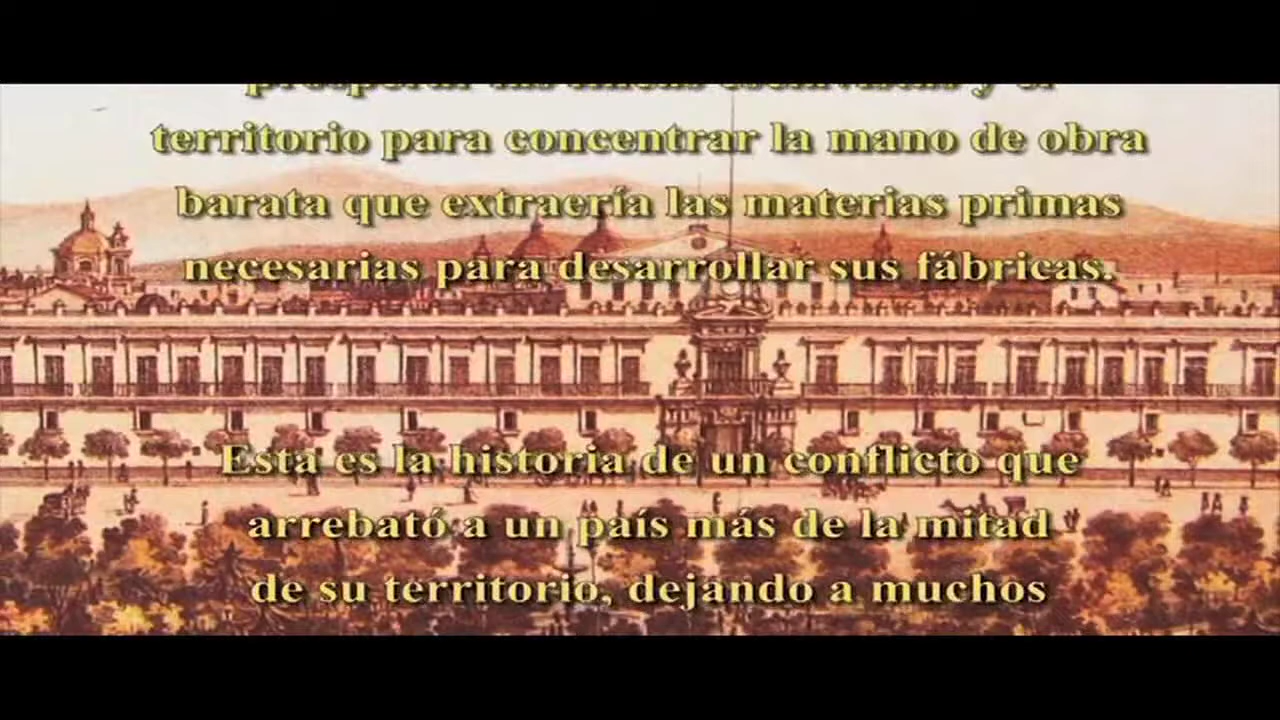 territorio para concentrar la mano de obra
barata que extraería las materias primas
necesarias para desarrollar sus fábricas.
Esta es la historia de un conflicto que
arrebató a un país más de la mitad
de su territorio, dejando a muchos